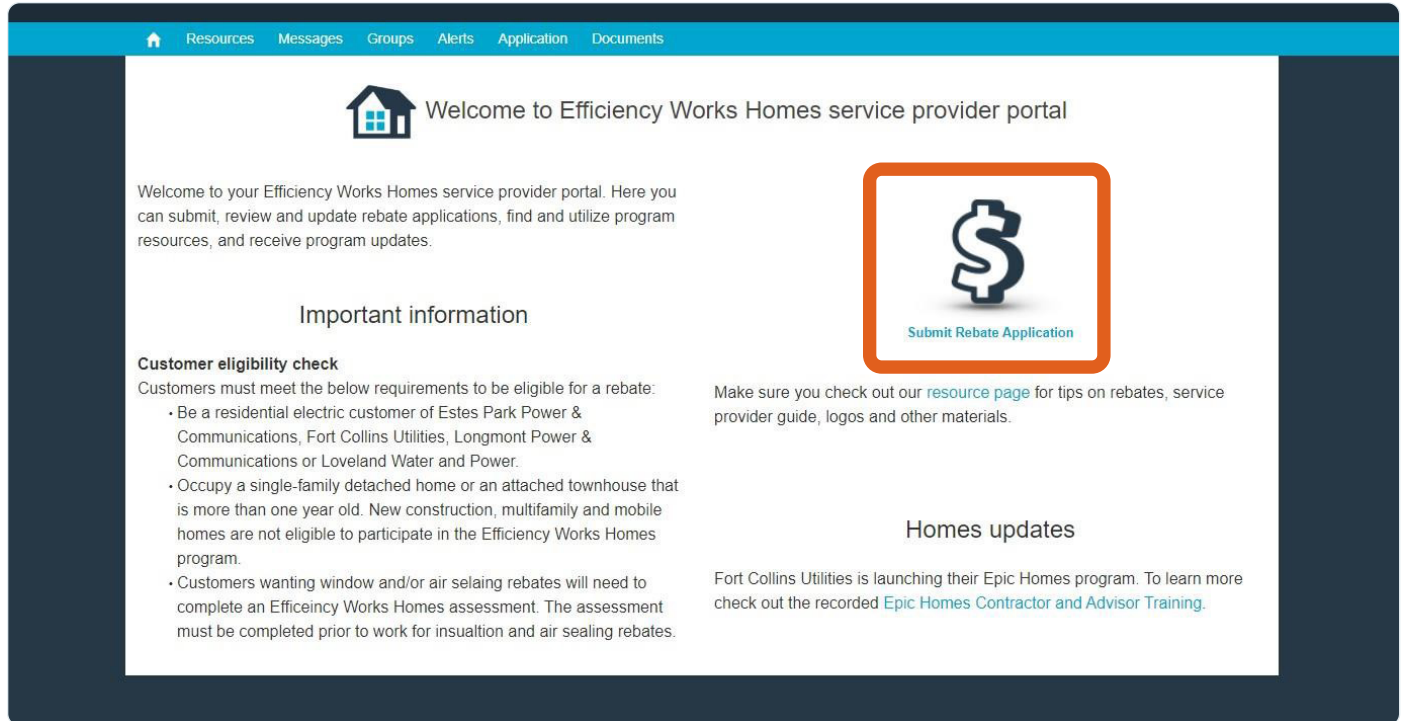 Resources Messages Groups Alerts Application Documents
Welcome to Efficiency Works Homes service provider portal
Welcome to your Efficiency Works Homes service provider portal. Here you
can submit, review and update rebate applications, find and utilize program
resources, and receive program updates.
Important information
Customer eligibility check
Customers must meet the below requirements to be eligible for a rebate:
• Be a residential electric customer of Estes Park Power &
Communications, Fort Collins Utilities, Longmont Power &
Communications or Loveland Water and Power.
• Occupy a single-family detached home or an attached townhouse that
is more than one year old. New construction, multifamily and mobile
homes are not eligible to participate in the Efficiency Works Homes
program.
• Customers wanting window and/or air selaing rebates will need to
complete an Efficeincy Works Homes assessment. The assessment
must be completed prior to work for insualtion and air sealing rebates.
$
Submit Rebate Application
Make sure you check out our resource page for tips on rebates, service
provider guide, logos and other materials.
Homes updates
Fort Collins Utilities is launching their Epic Homes program. To learn more
check out the recorded Epic Homes Contractor and Advisor Training.